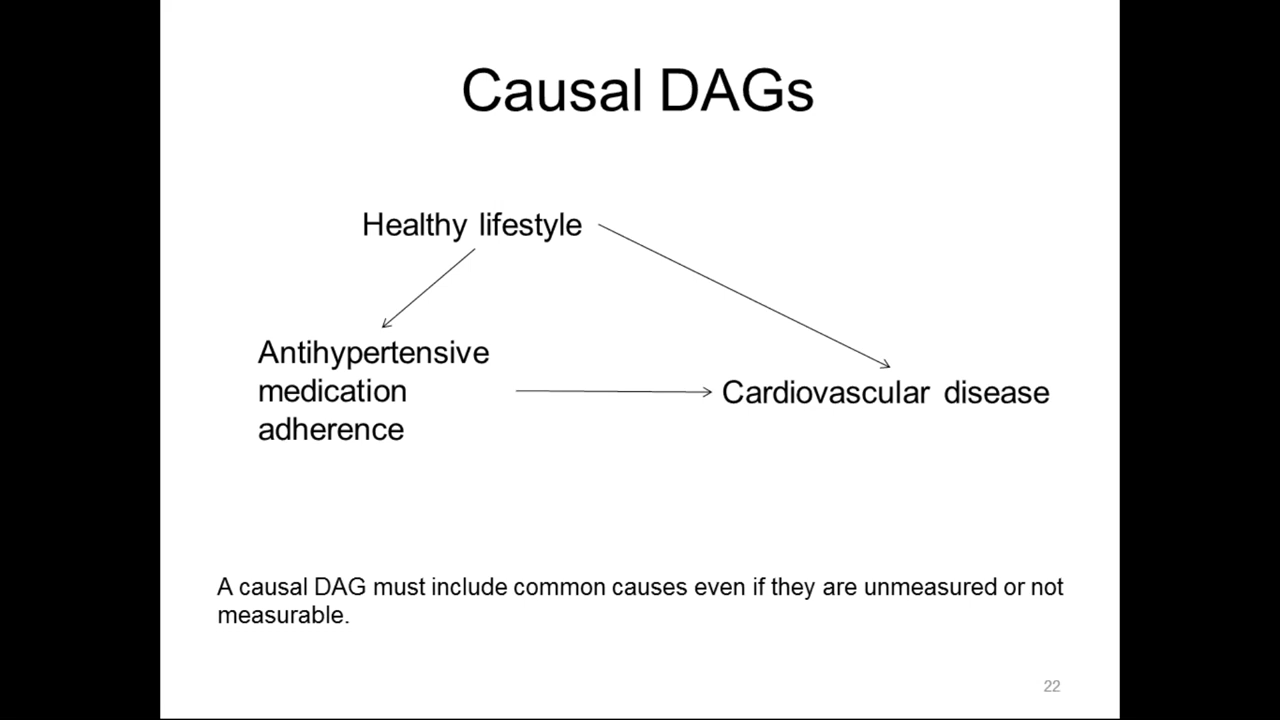 Causal DAGs
Healthy lifestyle
Antihypertensive
medication
adherence
Cardiovascular disease
A causal DAG must include common causes even if they are unmeasured or not
measurable.
22